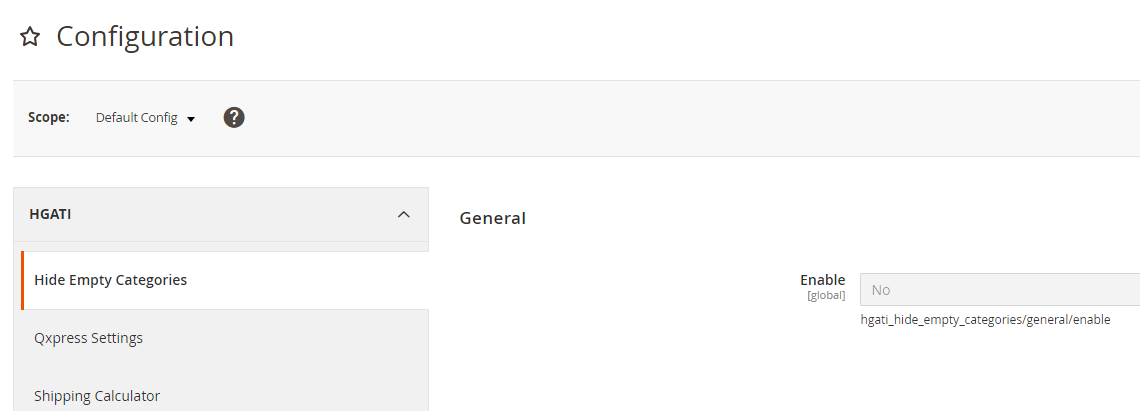 Configuration
Scope: Default Config ?
HGATI
General
Hide Empty Categories
Enable No
[global]
hgati_hide_empty_categories/general/enable
Qxpress Settings
Shipping Calculator